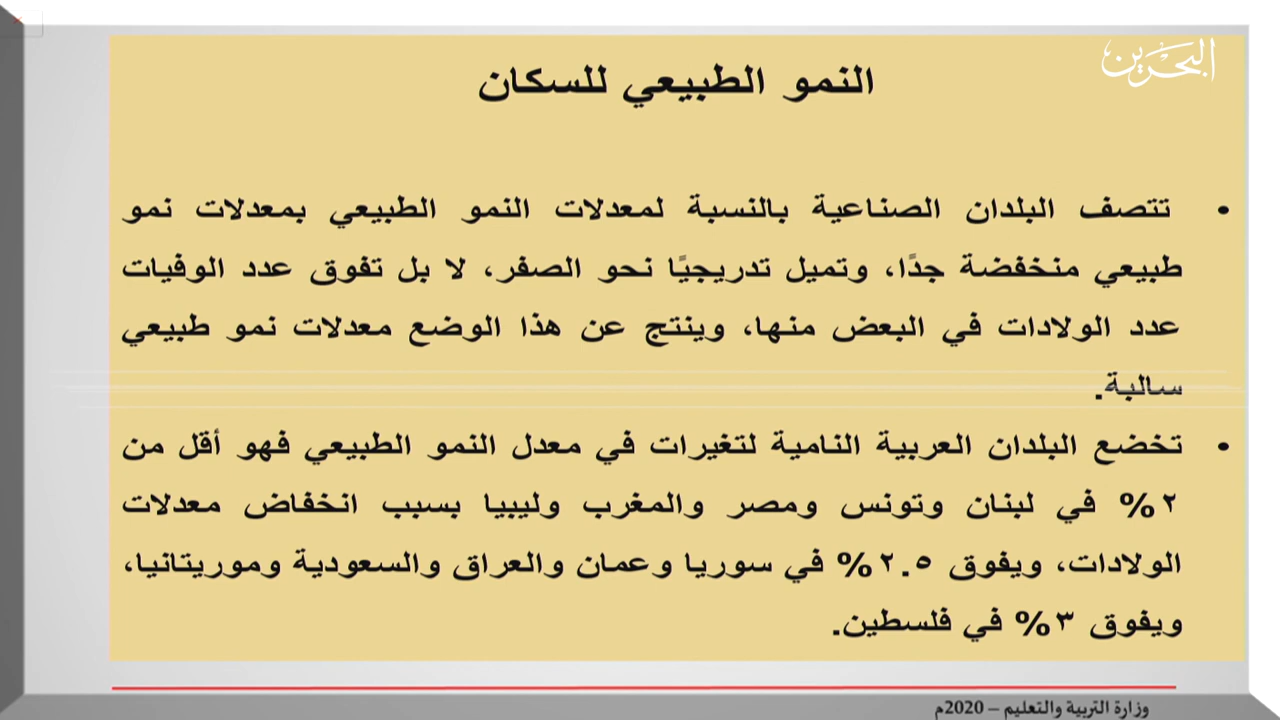 البحرين
النمو الطبيعي للسكان
• تتصف البلدان الصناعية بالنسبة لمعدلات النمو الطبيعي بمعدلات نمو
طبيعي منخفضة جدًا، وتميل تدريجيًا نحو الصفر، لا بل تفوق عدد الوفيات
عدد الولادات في البعض منها، وينتج عن هذا الوضع معدلات نمو طبيعي
سالبة.
• تخضع البلدان العربية النامية لتغيرات في معدل النمو الطبيعي فهو أقل من
٢% في لبنان وتونس ومصر والمغرب وليبيا بسبب انخفاض معدلات
الولادات، ويفوق ٢.٥% في سوريا وعمان والعراق والسعودية وموريتانيا،
ويفوق ٣% في فلسطين.
وزارة التربية والتعليم – 2020م